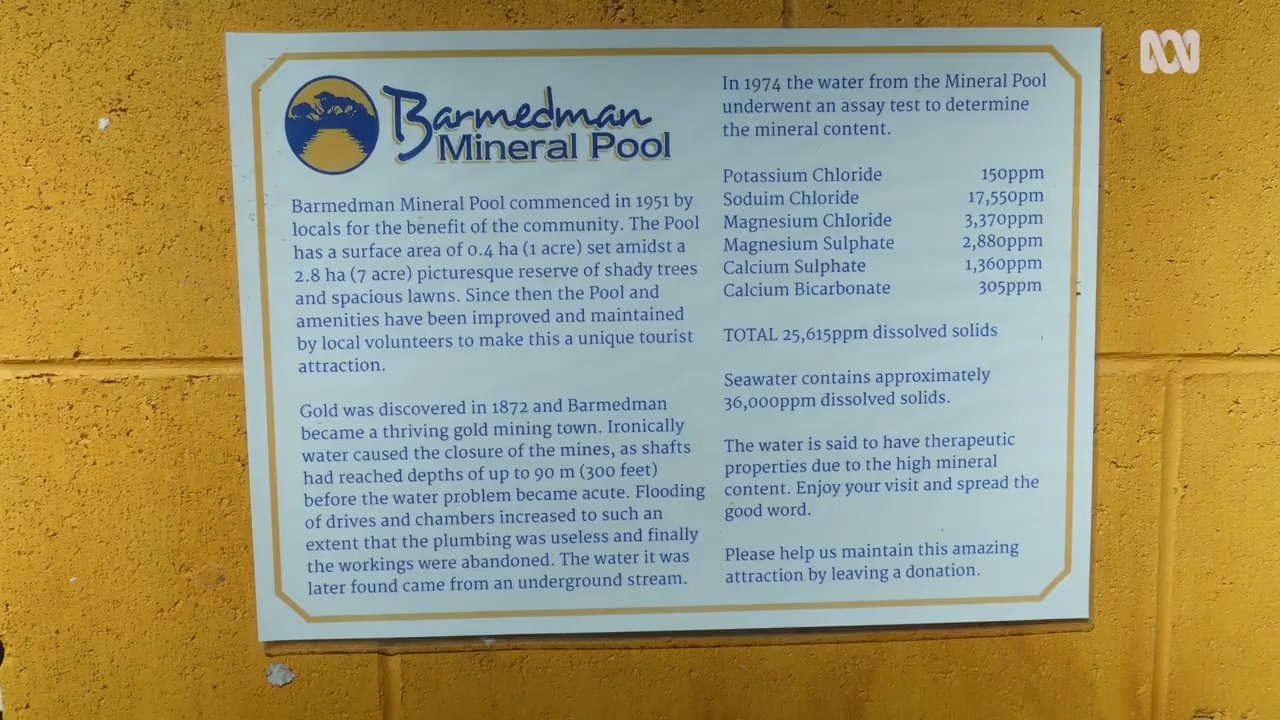 Barmedman
Mineral Pool
Barmedman Mineral Pool commenced in 1951 by
locals for the benefit of the community. The Pool
has a surface area of 0.4 ha (1 acre) set amidst a
2.8 ha (7 acre) picturesque reserve of shady trees
and spacious lawns. Since then the Pool and
amenities have been improved and maintained
by local volunteers to make this a unique tourist
attraction.
Gold was discovered in 1872 and Barmedman
became a thriving gold mining town. Ironically
water caused the closure of the mines, as shafts
had reached depths of up to 90 m (300 feet)
before the water problem became acute. Flooding
of drives and chambers increased to such an
extent that the plumbing was useless and finally
the workings were abandoned. The water it was
later found came from an underground stream.
In 1974 the water from the Mineral Pool
underwent an assay test to determine
the mineral content.
Potassium Chloride 150ppm
Soduim Chloride 17,550ppm
Magnesium Chloride 3,370ppm
Magnesium Sulphate 2,880ppm
Calcium Sulphate 1,360ppm
Calcium Bicarbonate 305ppm
TOTAL 25,615ppm dissolved solids
Seawater contains approximately
36,000ppm dissolved solids.
The water is said to have therapeutic
properties due to the high mineral
content. Enjoy your visit and spread the
good word.
Please help us maintain this amazing
attraction by leaving a donation.
ABC